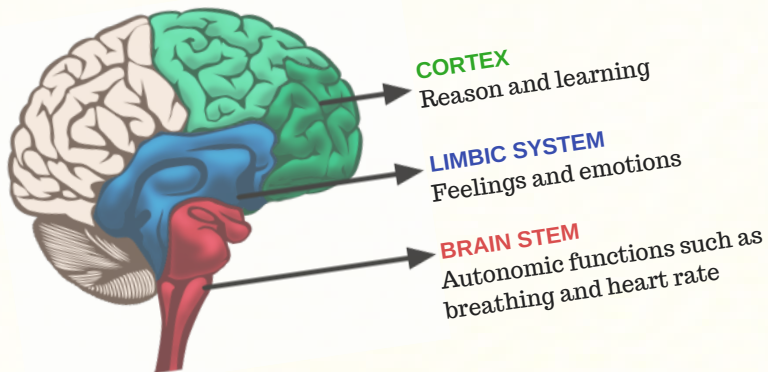 CORTEX
Reason and learning
LIMBIC SYSTEM
Feelings and emotions
BRAIN STEM
Autonomic functions such as
breathing and heart rate